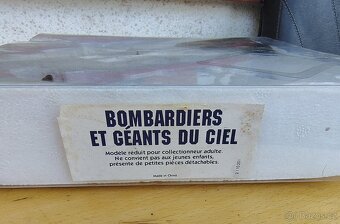 BOMBARDIERS
ET GÉANTS DU CIEL
Modèle réduit pour collectionneur adulte.
Ne convient pas aux jeunes enfants,
présente de petites pièces détachables.
Made in China